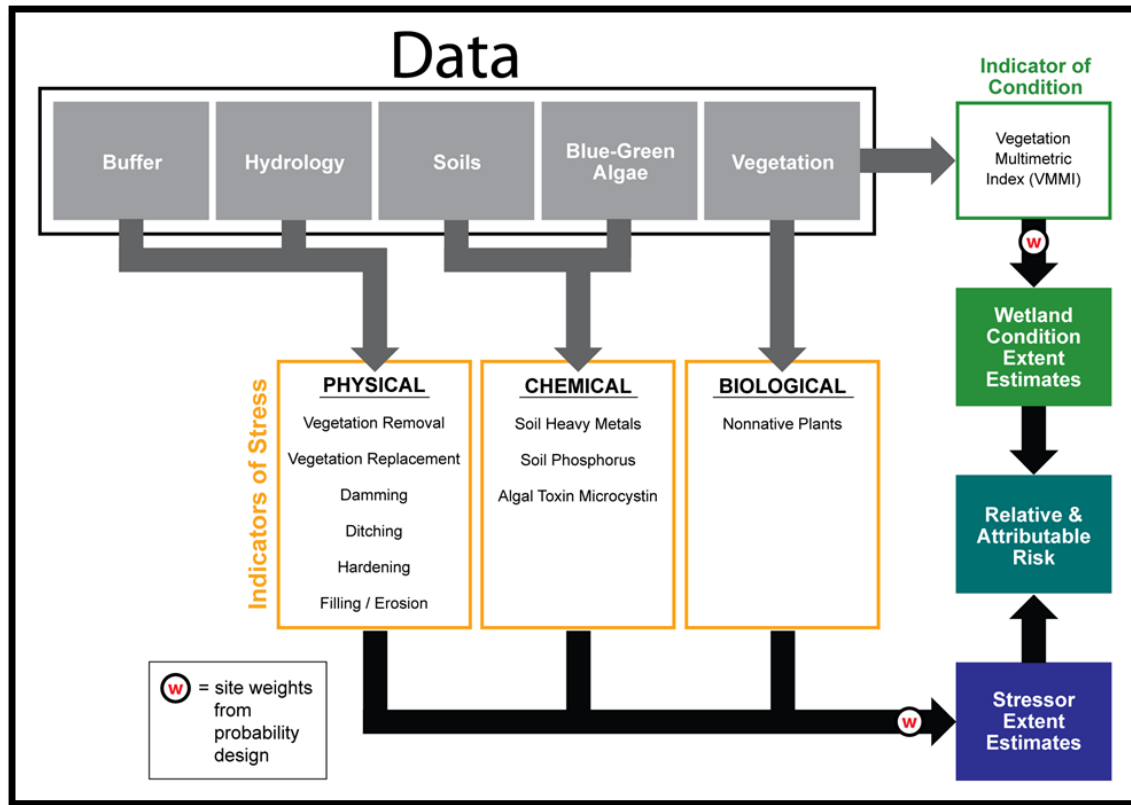 Data
Indicator of
Condition
Buffer
Hydrology
Soils
Blue-Green
Algae
Vegetation
Vegetation
Multimetric
Index (VMMI)
w
Wetland
Condition
Extent
Estimates
Indicators of Stress
PHYSICAL
Vegetation Removal
Vegetation Replacement
Damming
Ditching
Hardening
Filling / Erosion
CHEMICAL
Soil Heavy Metals
Soil Phosphorus
Algal Toxin Microcystin
BIOLOGICAL
Nonnative Plants
Relative &
Attributable
Risk
w = site weights
from
probability
design
w
Stressor
Extent
Estimates